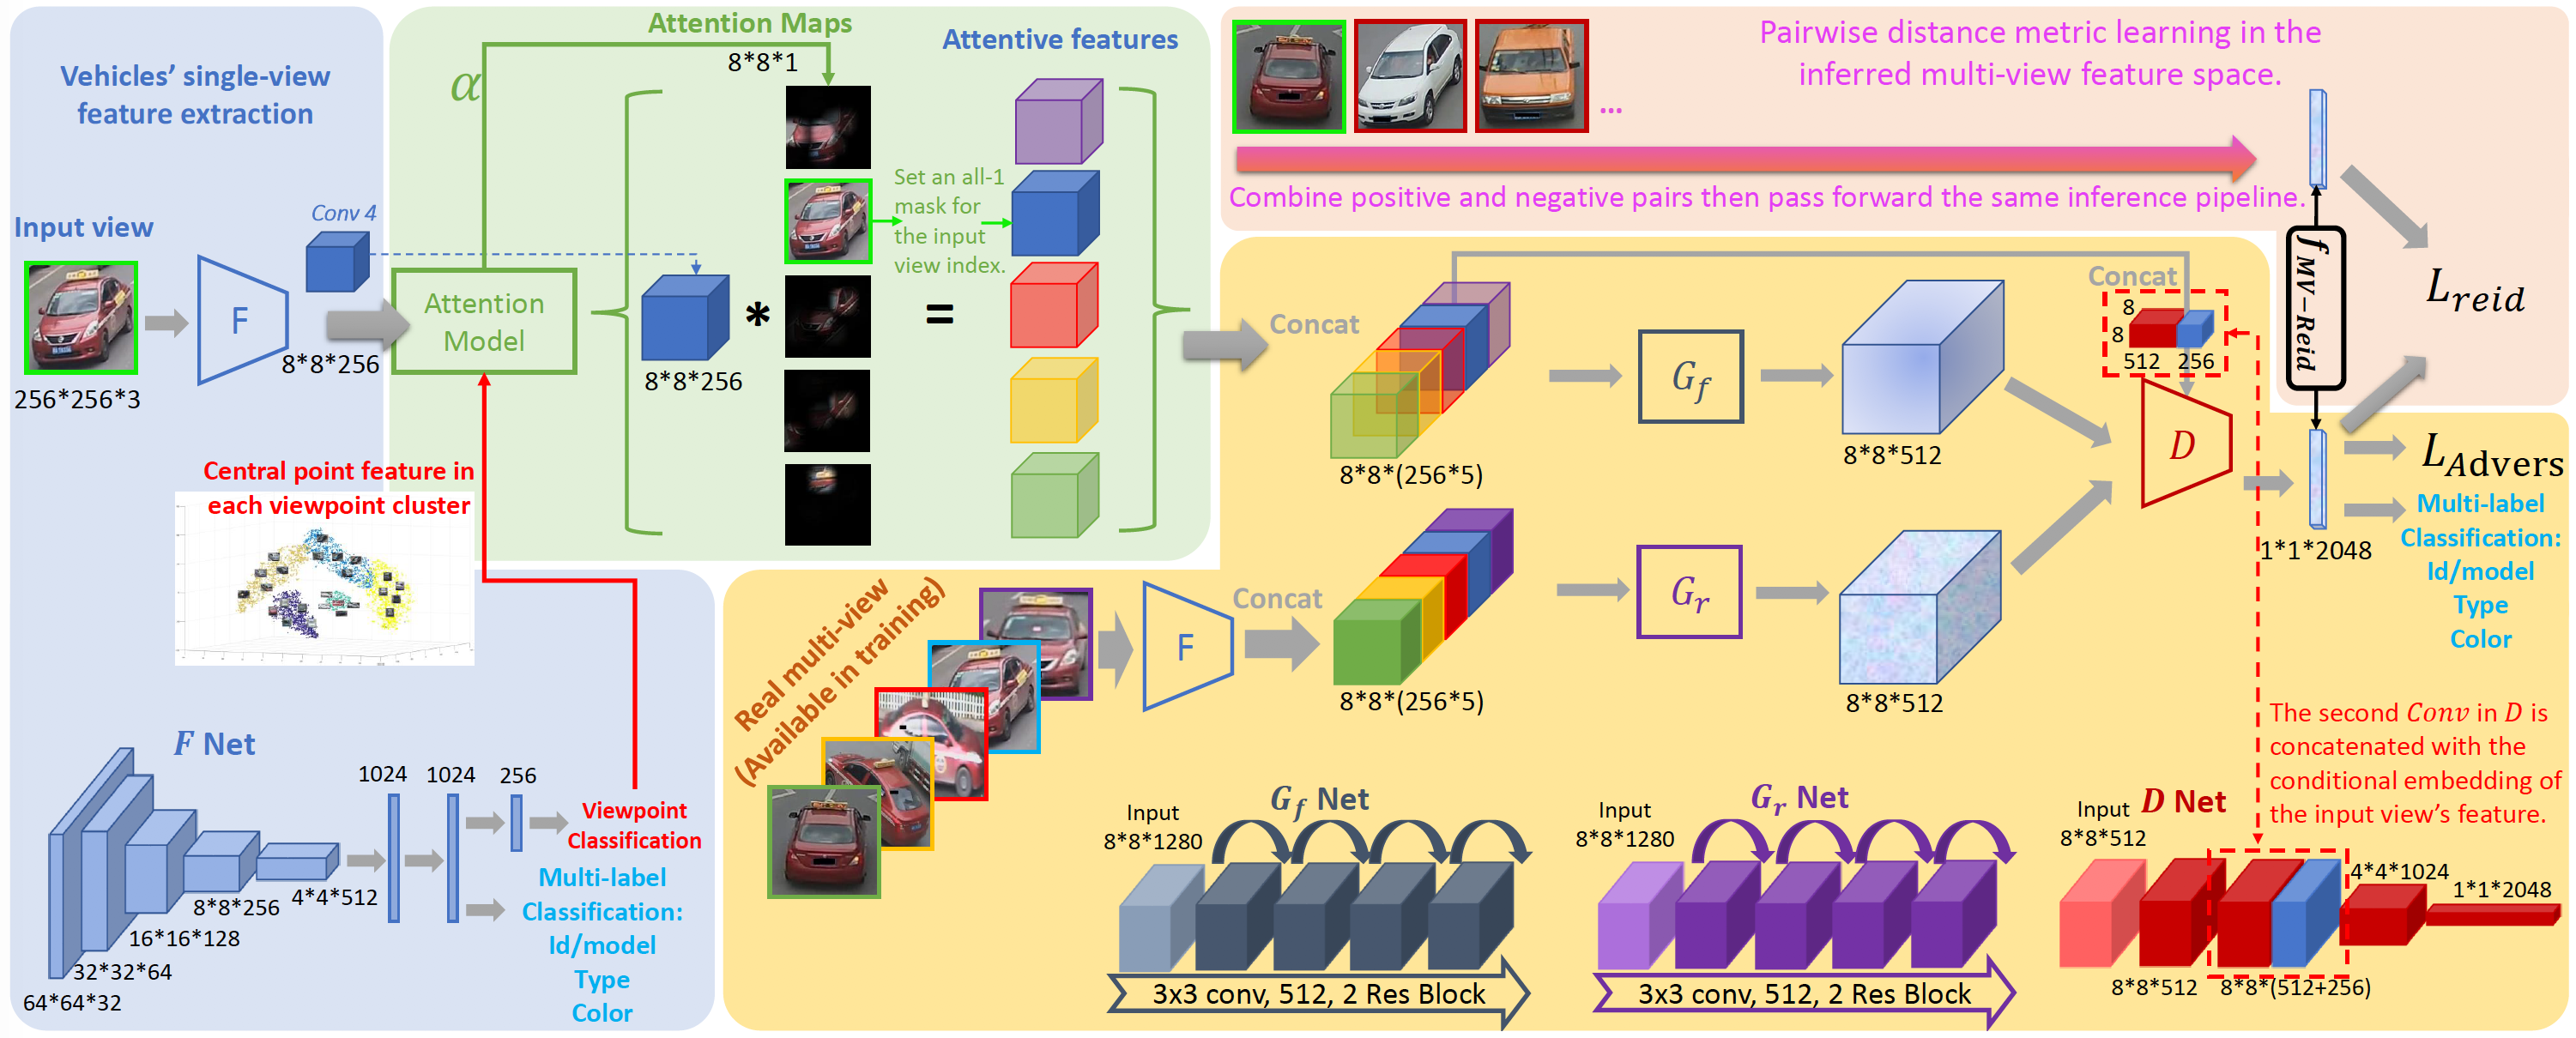 Vehicles’ single-view
feature extraction
Input view
256*256*3
F
Conv 4
8*8*256
Attention Maps
α
8*8*1
Attentive features
Attention
Model
8*8*256
*
=
Set an all-1
mask for
the input
view index.
Central point feature in
each viewpoint cluster
F Net
64*64*32
32*32*64
16*16*128
8*8*256
4*4*512
1024
1024
256
Viewpoint
Classification
Multi-label
Classification:
Id/model
Type
Color
...
Pairwise distance metric learning in the
inferred multi-view feature space.
Combine positive and negative pairs then pass forward the same inference pipeline.
Concat
8*8*(256*5)
G_f
8*8*512
Concat
8
8
512
256
D
f MV−Reid
L_reid
L_Advers
Multi-label
Classification:
Id/model
Type
Color
1*1*2048
Real multi-view
(Available in training)
F
Concat
8*8*(256*5)
G_r
8*8*512
The second Conv in D is
concatenated with the
conditional embedding of
the input view’s feature.
G_f Net
Input
8*8*1280
3x3 conv, 512, 2 Res Block
G_r Net
Input
8*8*1280
3x3 conv, 512, 2 Res Block
D Net
Input
8*8*512
8*8*512
8*8*(512+256)
4*4*1024
1*1*2048